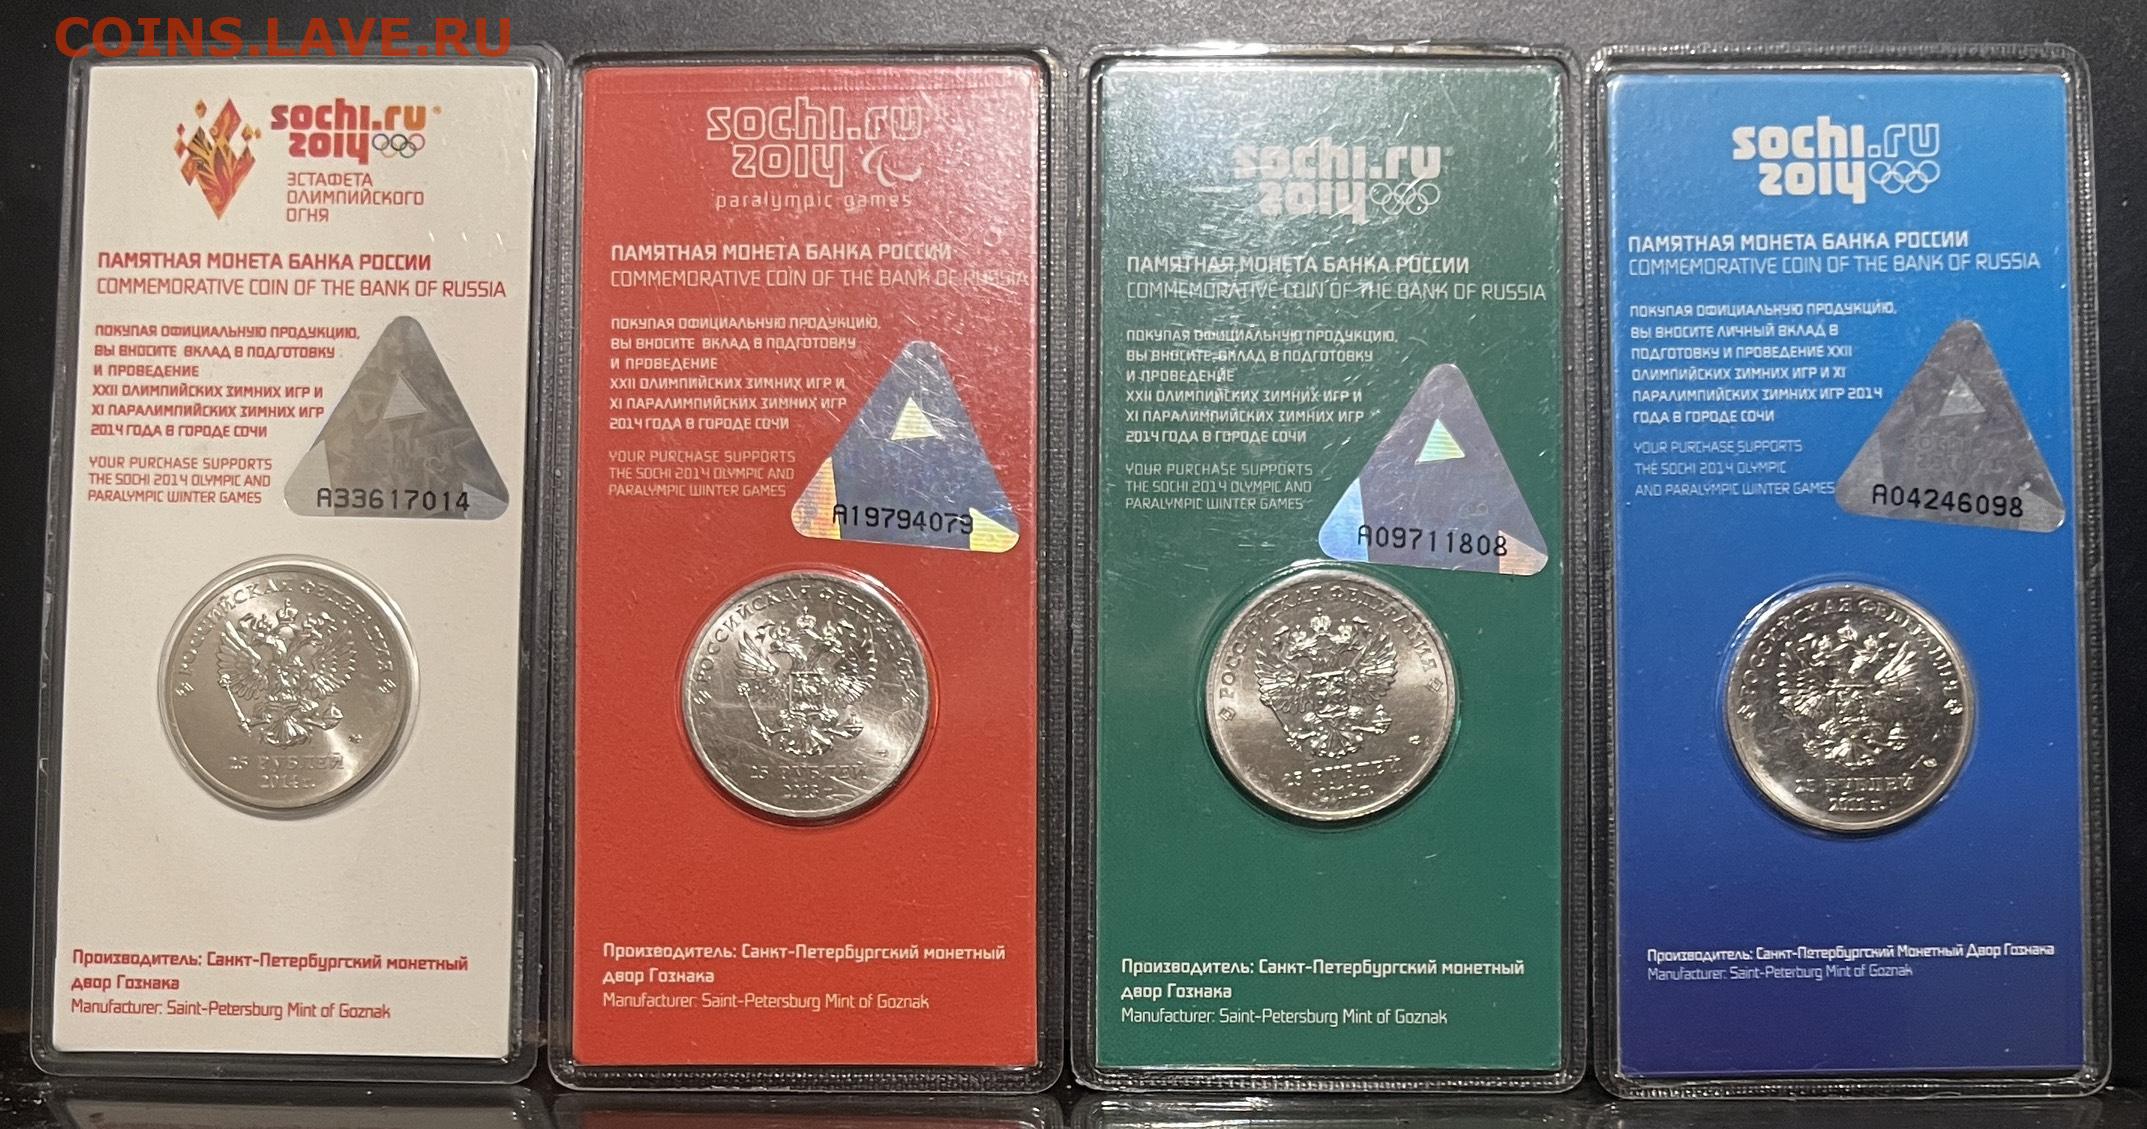 COINS.LAVE.RU
sochi.ru
2014
ЭСТАФЕТА
ОЛИМПИЙСКОГО
ОГНЯ
ПАМЯТНАЯ МОНЕТА БАНКА РОССИИ
COMMEMORATIVE COIN OF THE BANK OF RUSSIA
ПОКУПАЯ ОФИЦИАЛЬНУЮ ПРОДУКЦИЮ,
ВЫ ВНОСИТЕ ВКЛАД В ПОДГОТОВКУ
И ПРОВЕДЕНИЕ
XXII ОЛИМПИЙСКИХ ЗИМНИХ ИГР И
XI ПАРАЛИМПИЙСКИХ ЗИМНИХ ИГР
2014 ГОДА В ГОРОДЕ СОЧИ
YOUR PURCHASE SUPPORTS
THE SOCHI 2014 OLYMPIC AND
PARALYMPIC WINTER GAMES
A33617014
РОССИЙСКАЯ ФЕДЕРАЦИЯ
25 РУБЛЕЙ
2014 г.
Производитель: Санкт-Петербургский монетный
двор Гознака
Manufacturer: Saint-Petersburg Mint of Goznak
sochi.ru
2014
paralympic games
ПАМЯТНАЯ МОНЕТА БАНКА РОССИИ
COMMEMORATIVE COIN OF THE BANK OF RUSSIA
ПОКУПАЯ ОФИЦИАЛЬНУЮ ПРОДУКЦИЮ,
ВЫ ВНОСИТЕ ВКЛАД В ПОДГОТОВКУ
И ПРОВЕДЕНИЕ
XXII ОЛИМПИЙСКИХ ЗИМНИХ ИГР И
XI ПАРАЛИМПИЙСКИХ ЗИМНИХ ИГР
2014 ГОДА В ГОРОДЕ СОЧИ
YOUR PURCHASE SUPPORTS
THE SOCHI 2014 OLYMPIC AND
PARALYMPIC WINTER GAMES
A19794079
РОССИЙСКАЯ ФЕДЕРАЦИЯ
25 РУБЛЕЙ
2013 г.
Производитель: Санкт-Петербургский монетный
двор Гознака
Manufacturer: Saint-Petersburg Mint of Goznak
sochi.ru
2014
ПАМЯТНАЯ МОНЕТА БАНКА РОССИИ
COMMEMORATIVE COIN OF THE BANK OF RUSSIA
ПОКУПАЯ ОФИЦИАЛЬНУЮ ПРОДУКЦИЮ,
ВЫ ВНОСИТЕ ВКЛАД В ПОДГОТОВКУ
И ПРОВЕДЕНИЕ
XXII ОЛИМПИЙСКИХ ЗИМНИХ ИГР И
XI ПАРАЛИМПИЙСКИХ ЗИМНИХ ИГР
2014 ГОДА В ГОРОДЕ СОЧИ
YOUR PURCHASE SUPPORTS
THE SOCHI 2014 OLYMPIC AND
PARALYMPIC WINTER GAMES
A09711808
РОССИЙСКАЯ ФЕДЕРАЦИЯ
25 РУБЛЕЙ
2012 г.
Производитель: Санкт-Петербургский монетный
двор Гознака
Manufacturer: Saint-Petersburg Mint of Goznak
sochi.ru
2014
ПАМЯТНАЯ МОНЕТА БАНКА РОССИИ
COMMEMORATIVE COIN OF THE BANK OF RUSSIA
ПОКУПАЯ ОФИЦИАЛЬНУЮ ПРОДУКЦИЮ,
ВЫ ВНОСИТЕ ЛИЧНЫЙ ВКЛАД В
ПОДГОТОВКУ И ПРОВЕДЕНИЕ XXII
ОЛИМПИЙСКИХ ЗИМНИХ ИГР И XI
ПАРАЛИМПИЙСКИХ ЗИМНИХ ИГР 2014
ГОДА В ГОРОДЕ СОЧИ
YOUR PURCHASE SUPPORTS
THE SOCHI 2014 OLYMPIC
AND PARALYMPIC WINTER GAMES
A04246098
РОССИЙСКАЯ ФЕДЕРАЦИЯ
25 РУБЛЕЙ
2011 г.
Производитель: Санкт-Петербургский Монетный Двор Гознака
Manufacturer: Saint-Peterburg Mint of Goznak